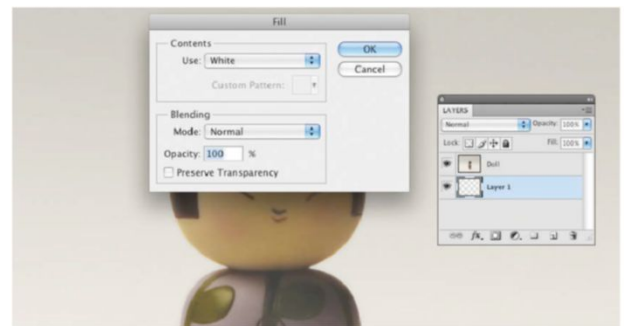 Fill
Contents
Use: White
Custom Pattern:
OK
Cancel
Blending
Mode: Normal
Opacity: 100 %
Preserve Transparency
LAYERS
Normal
Opacity: 100%
Lock:
Fill: 100%
Doll
Layer 1
fx